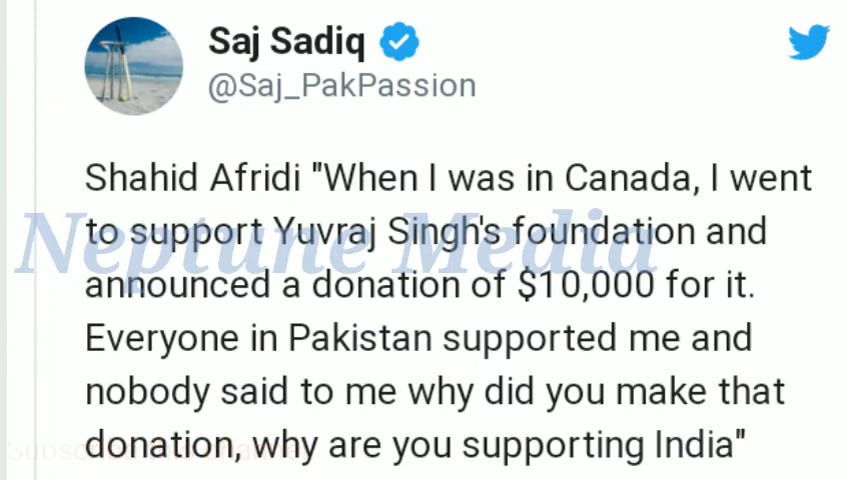 Saj Sadiq
@Saj_PakPassion
Shahid Afridi "When I was in Canada, I went
to support Yuvraj Singh's foundation and
announced a donation of $10,000 for it.
Everyone in Pakistan supported me and
nobody said to me why did you make that
donation, why are you supporting India"
Neptune Media